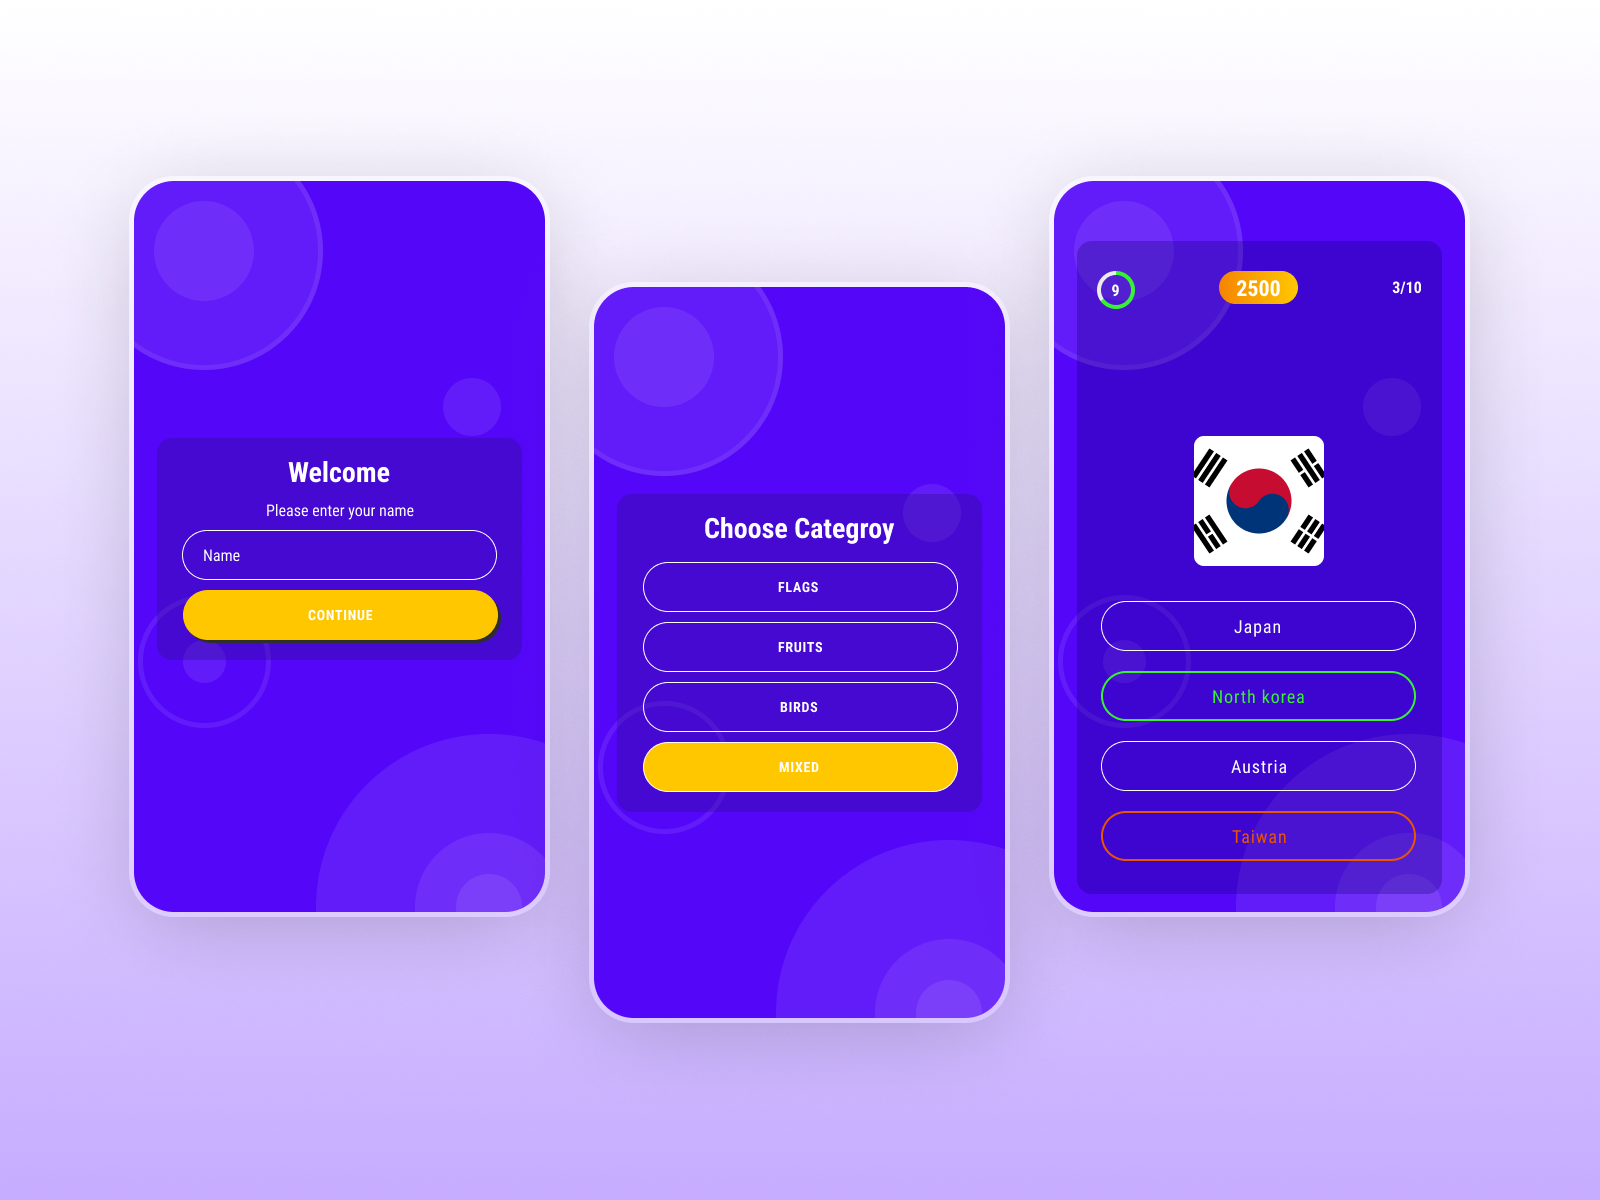 Welcome
Please enter your name
Name
CONTINUE
Choose Categroy
FLAGS
FRUITS
BIRDS
MIXED
9
2500
3/10
Japan
North korea
Austria
Taiwan